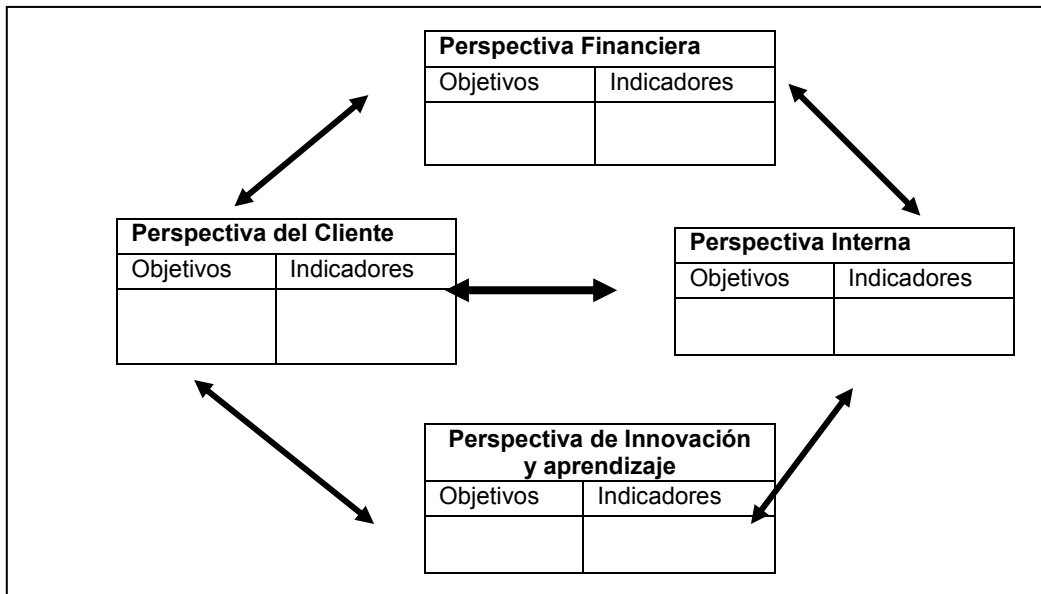 Perspectiva Financiera
Objetivos Indicadores
Perspectiva del Cliente
Objetivos Indicadores
Perspectiva Interna
Objetivos Indicadores
Perspectiva de Innovación
y aprendizaje
Objetivos Indicadores